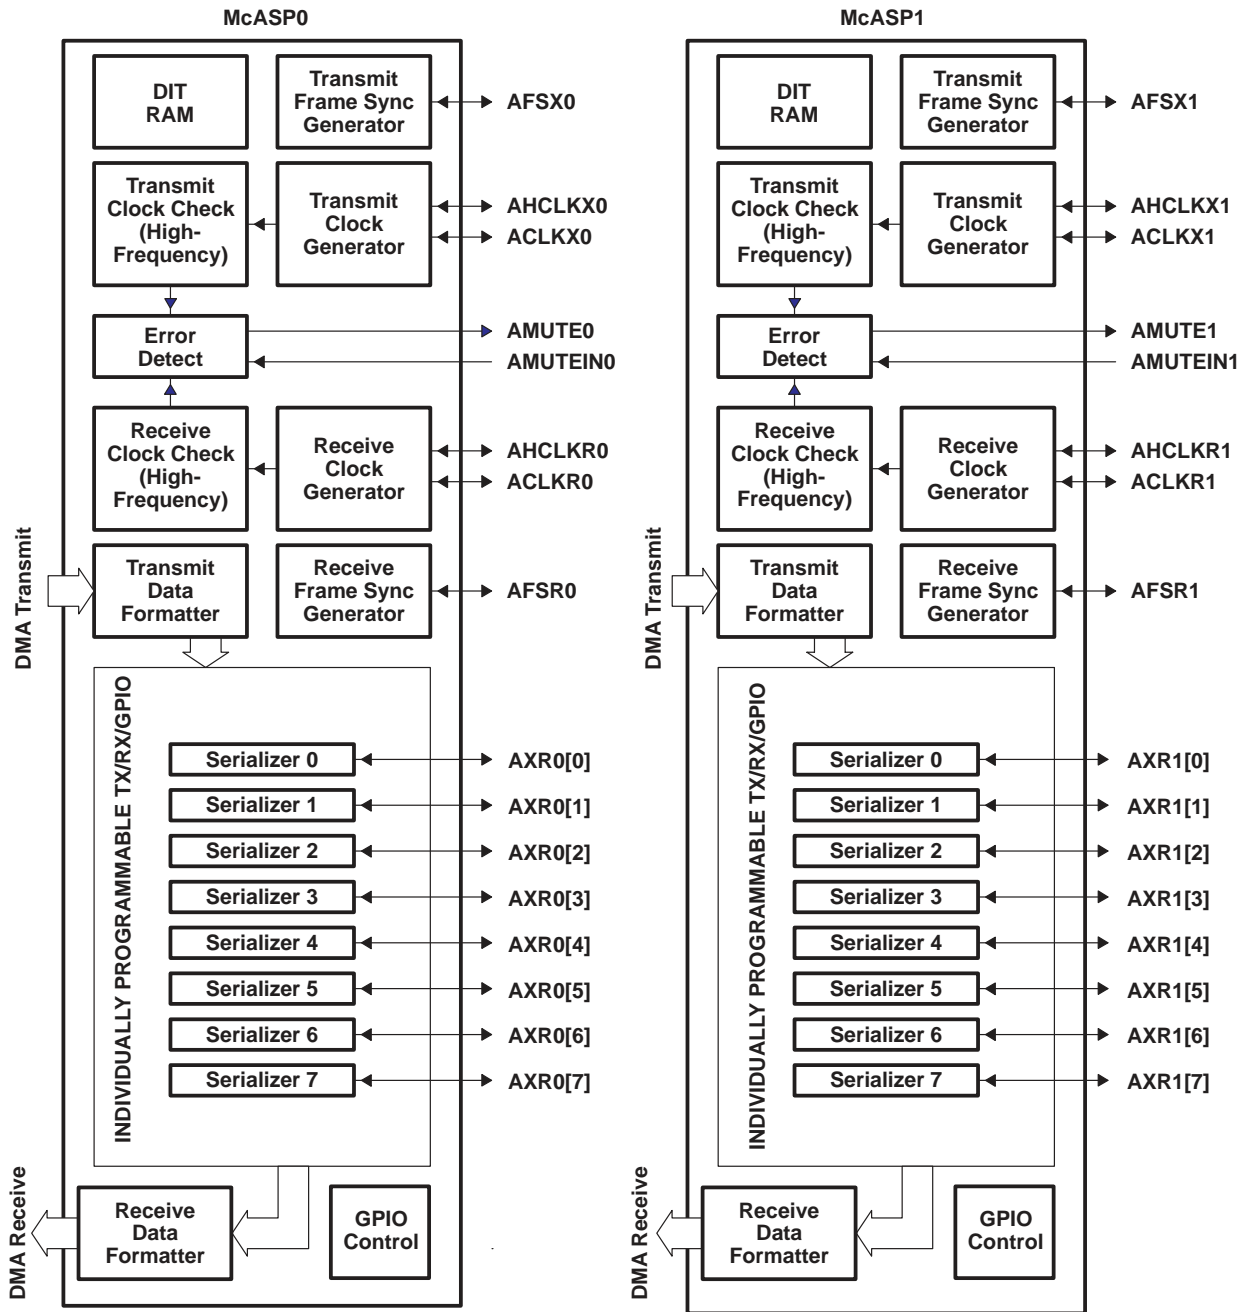 McASP0
DIT
RAM
Transmit
Frame Sync
Generator
AFSX0
Transmit
Clock Check
(High-
Frequency)
Transmit
Clock
Generator
AHCLKX0
ACLKX0
Error
Detect
AMUTE0
AMUTEIN0
Receive
Clock Check
(High-
Frequency)
Receive
Clock
Generator
AHCLKR0
ACLKR0
DMA Transmit
Transmit
Data
Formatter
Receive
Frame Sync
Generator
AFSR0
INDIVIDUALLY PROGRAMMABLE TX/RX/GPIO
Serializer 0
AXR0[0]
Serializer 1
AXR0[1]
Serializer 2
AXR0[2]
Serializer 3
AXR0[3]
Serializer 4
AXR0[4]
Serializer 5
AXR0[5]
Serializer 6
AXR0[6]
Serializer 7
AXR0[7]
DMA Receive
Receive
Data
Formatter
GPIO
Control
McASP1
DIT
RAM
Transmit
Frame Sync
Generator
AFSX1
Transmit
Clock Check
(High-
Frequency)
Transmit
Clock
Generator
AHCLKX1
ACLKX1
Error
Detect
AMUTE1
AMUTEIN1
Receive
Clock Check
(High-
Frequency)
Receive
Clock
Generator
AHCLKR1
ACLKR1
DMA Transmit
Transmit
Data
Formatter
Receive
Frame Sync
Generator
AFSR1
INDIVIDUALLY PROGRAMMABLE TX/RX/GPIO
Serializer 0
AXR1[0]
Serializer 1
AXR1[1]
Serializer 2
AXR1[2]
Serializer 3
AXR1[3]
Serializer 4
AXR1[4]
Serializer 5
AXR1[5]
Serializer 6
AXR1[6]
Serializer 7
AXR1[7]
DMA Receive
Receive
Data
Formatter
GPIO
Control